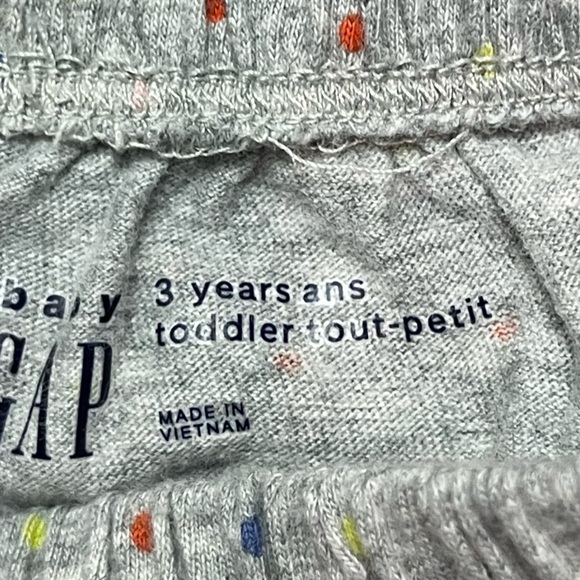 baby
GAP
3 years ans
toddler tout-petit
MADE IN
VIETNAM